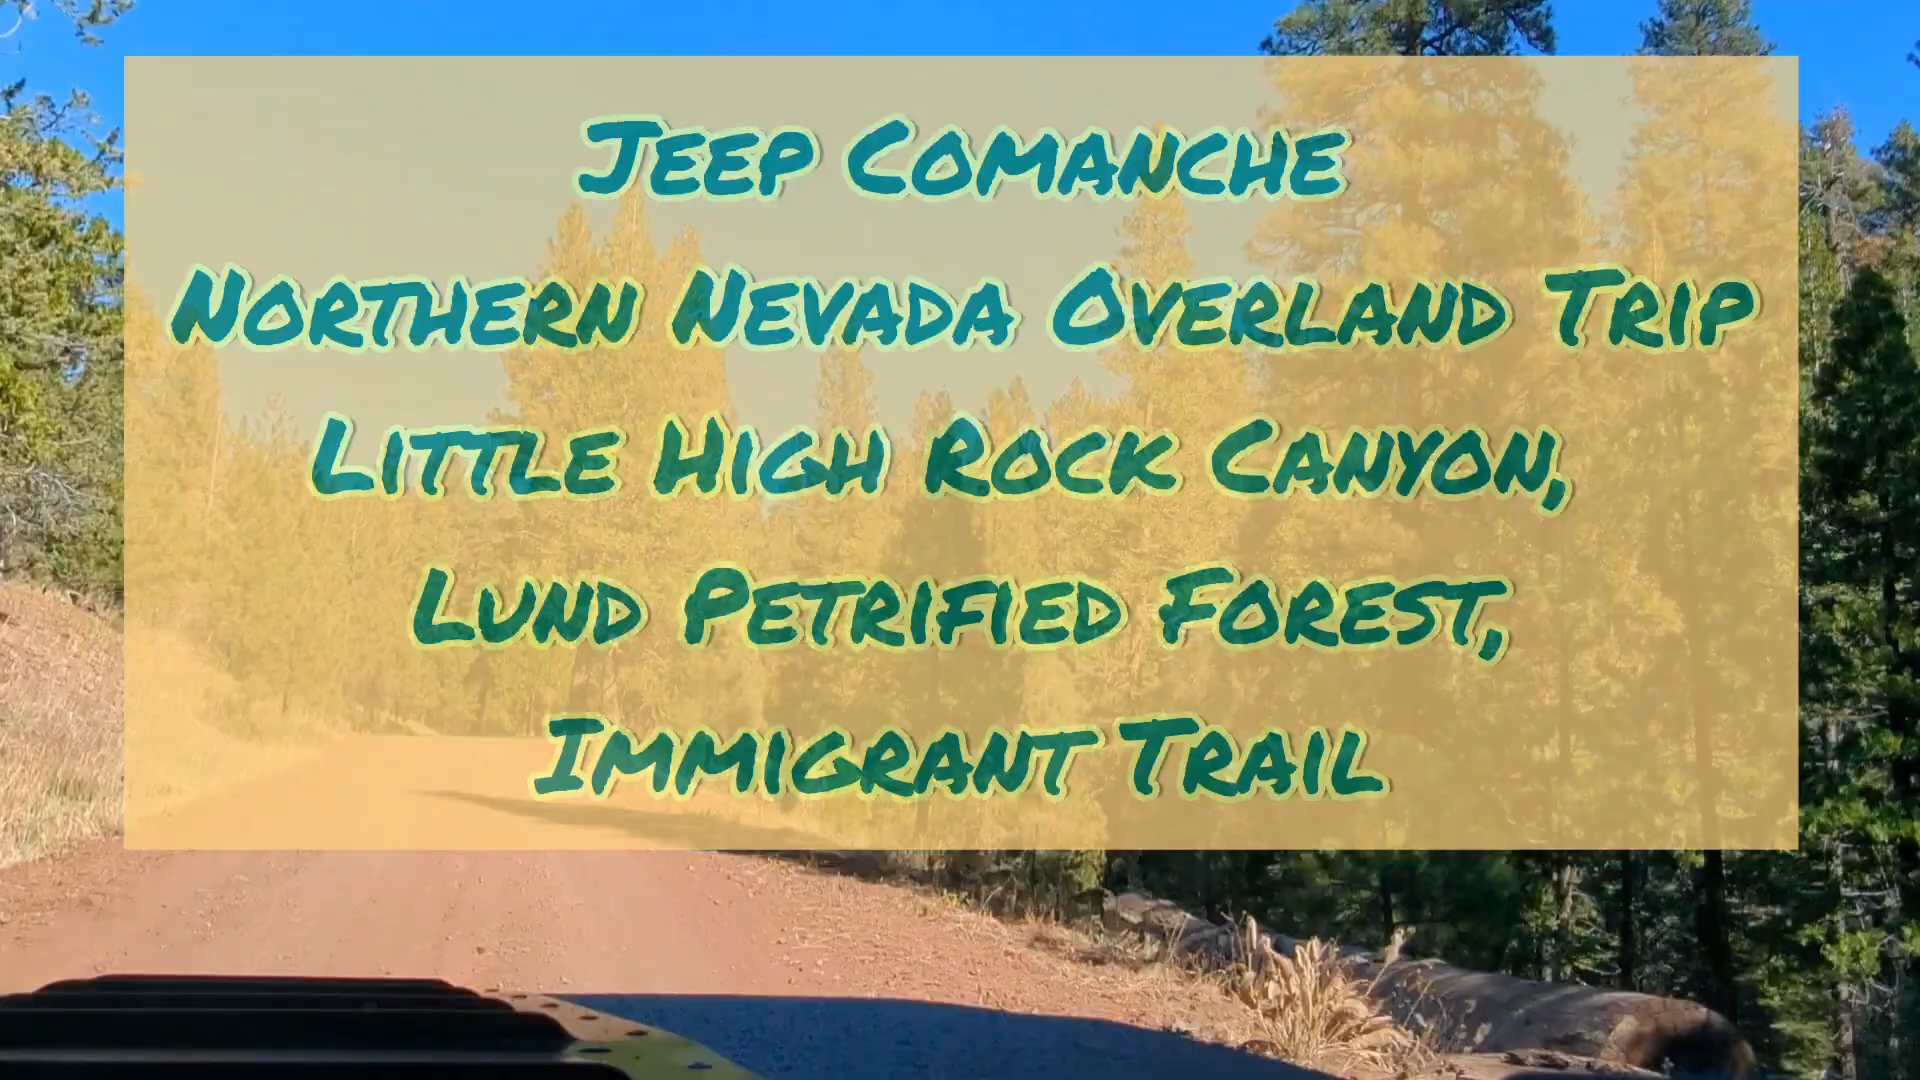 Jeep Comanche
Northern Nevada Overland Trip
Little High Rock Canyon,
Lund Petrified Forest,
Immigrant Trail